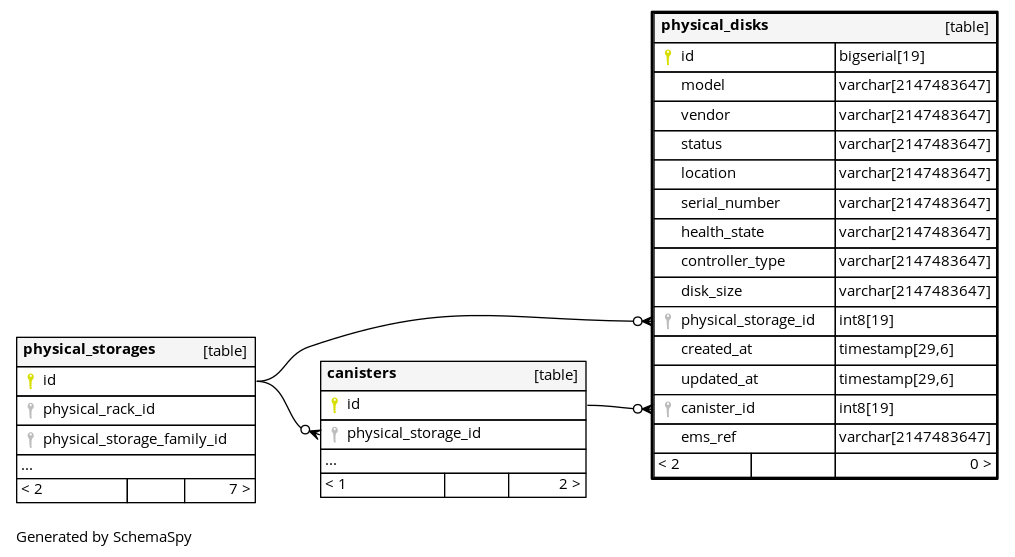 physical_disks [table]
id bigserial[19]
model varchar[2147483647]
vendor varchar[2147483647]
status varchar[2147483647]
location varchar[2147483647]
serial_number varchar[2147483647]
health_state varchar[2147483647]
controller_type varchar[2147483647]
disk_size varchar[2147483647]
physical_storage_id int8[19]
created_at timestamp[29,6]
updated_at timestamp[29,6]
canister_id int8[19]
ems_ref varchar[2147483647]
< 2 0 >
physical_storages [table]
id
physical_rack_id
physical_storage_family_id
...
< 2 7 >
canisters [table]
id
physical_storage_id
...
< 1 2 >
Generated by SchemaSpy